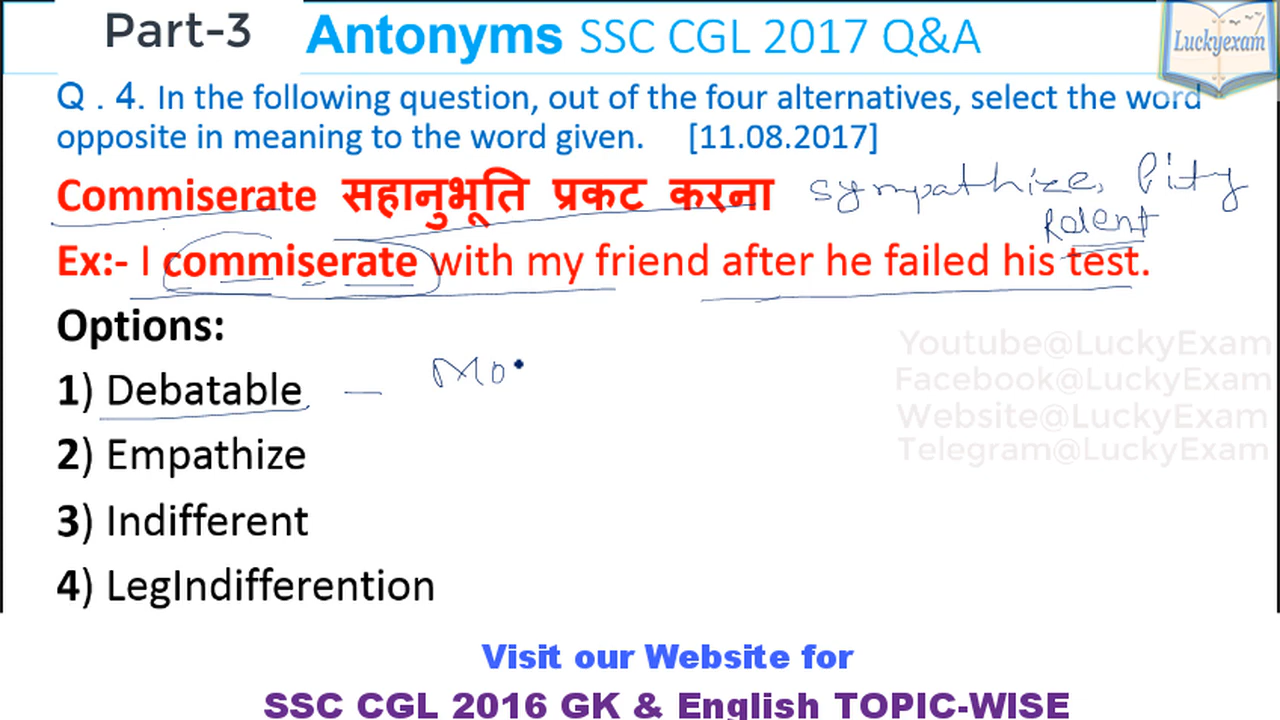 Part-3 Antonyms SSC CGL 2017 Q&A
Luckyexam
Q . 4. In the following question, out of the four alternatives, select the word
opposite in meaning to the word given. [11.08.2017]
Commiserate सहानुभूति प्रकट करना sympathize, Pity
Relent
Ex:- I commiserate with my friend after he failed his test.
Options:
Youtube@LuckyExam
1) Debatable — Mo
Facebook@LuckyExam
Website@LuckyExam
2) Empathize
Telegram@LuckyExam
3) Indifferent
4) LegIndifferention
Visit our Website for
SSC CGL 2016 GK & English TOPIC-WISE